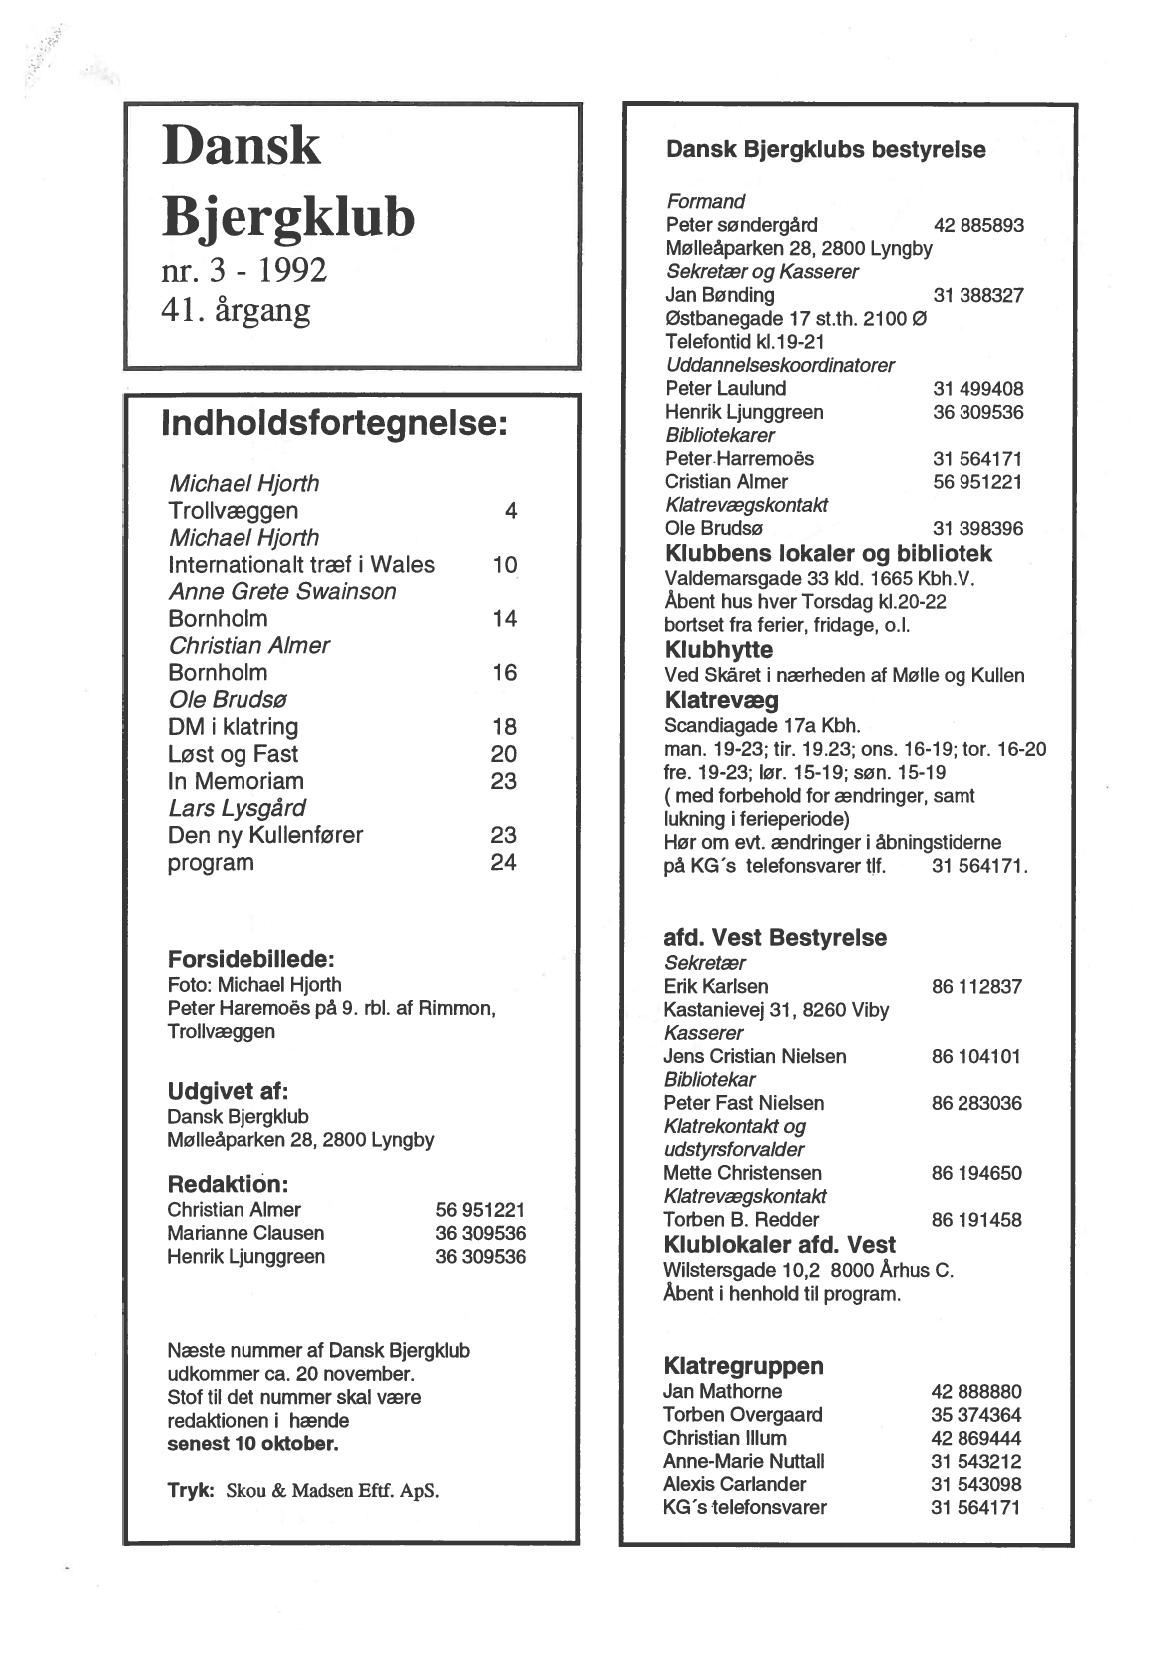 Dansk
Bjergklub
nr. 3 - 1992
41. årgang
Indholdsfortegnelse:
Michael Hjorth
Trollvæggen 4
Michael Hjorth
Internationalt træf i Wales 10
Anne Grete Swainson
Bornholm 14
Christian Almer
Bornholm 16
Ole Brudsø
DM i klatring 18
Løst og Fast 20
In Memoriam 23
Lars Lysgård
Den ny Kullenfører 23
program 24
Forsidebillede:
Foto: Michael Hjorth
Peter Haremoës på 9. rbl. af Rimmon,
Trollvæggen
Udgivet af:
Dansk Bjergklub
Mølleåparken 28, 2800 Lyngby
Redaktion:
Christian Almer 56 951221
Marianne Clausen 36 309536
Henrik Ljunggreen 36 309536
Næste nummer af Dansk Bjergklub
udkommer ca. 20 november.
Stof til det nummer skal være
redaktionen i hænde
senest 10 oktober.
Tryk: Skou & Madsen Eftf. ApS.
Dansk Bjergklubs bestyrelse
Formand
Peter søndergård 42 885893
Mølleåparken 28, 2800 Lyngby
Sekretær og Kasserer
Jan Bønding 31 388327
Østbanegade 17 st.th. 2100 Ø
Telefontid kl.19-21
Uddannelseskoordinatorer
Peter Laulund 31 499408
Henrik Ljunggreen 36 309536
Bibliotekarer
Peter Harremoës 31 564171
Cristian Almer 56 951221
Klatrevægskontakt
Ole Brudsø 31 398396
Klubbens lokaler og bibliotek
Valdemarsgade 33 kld. 1665 Kbh.V.
Åbent hus hver Torsdag kl.20-22
bortset fra ferier, fridage, o.l.
Klubhytte
Ved Skäret i nærheden af Mølle og Kullen
Klatrevæg
Scandiagade 17a Kbh.
man. 19-23; tir. 19.23; ons. 16-19; tor. 16-20
fre. 19-23; lør. 15-19; søn. 15-19
( med forbehold for ændringer, samt
lukning i ferieperiode)
Hør om evt. ændringer i åbningstiderne
på KG´s telefonsvarer tlf. 31 564171.
afd. Vest Bestyrelse
Sekretær
Erik Karlsen 86 112837
Kastanievej 31, 8260 Viby
Kasserer
Jens Cristian Nielsen 86 104101
Bibliotekar
Peter Fast Nielsen 86 283036
Klatrekontakt og
udstyrsforvalder
Mette Christensen 86 194650
Klatrevægskontakt
Torben B. Redder 86 191458
Klublokaler afd. Vest
Wilstersgade 10,2 8000 Århus C.
Åbent i henhold til program.
Klatregruppen
Jan Mathorne 42 888880
Torben Overgaard 35 374364
Christian Illum 42 869444
Anne-Marie Nuttall 31 543212
Alexis Carlander 31 543098
KG´s telefonsvarer 31 564171